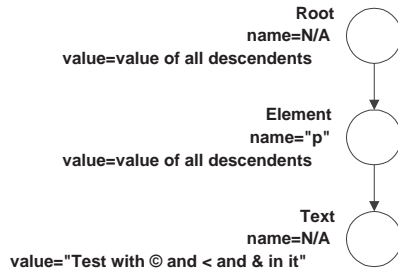 Root
name=N/A
value=value of all descendents
Element
name="p"
value=value of all descendents
Text
name=N/A
value="Test with © and < and & in it"